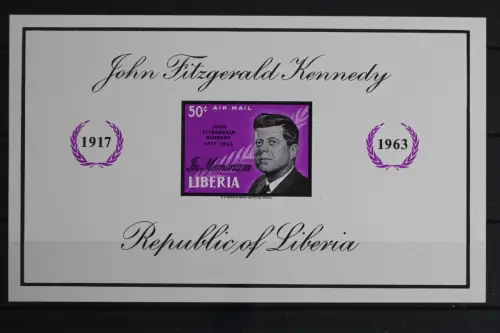 John Fitzgerald Kennedy
50c AIR MAIL
JOHN
FITZGERALD
KENNEDY
1917 1963
In Memoriam
LIBERIA
1917
1963
Republic of Liberia